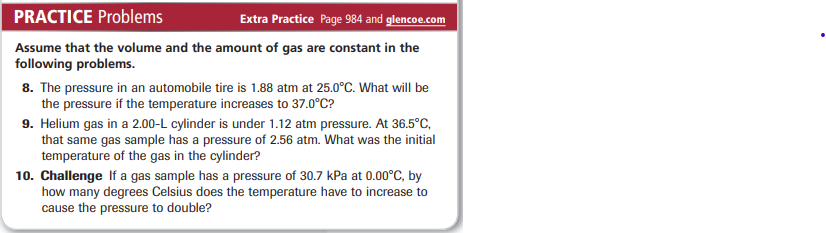 PRACTICE Problems Extra Practice Page 984 and glencoe.com
Assume that the volume and the amount of gas are constant in the
following problems.
8. The pressure in an automobile tire is 1.88 atm at 25.0°C. What will be
the pressure if the temperature increases to 37.0°C?
9. Helium gas in a 2.00-L cylinder is under 1.12 atm pressure. At 36.5°C,
that same gas sample has a pressure of 2.56 atm. What was the initial
temperature of the gas in the cylinder?
10. Challenge If a gas sample has a pressure of 30.7 kPa at 0.00°C, by
how many degrees Celsius does the temperature have to increase to
cause the pressure to double?